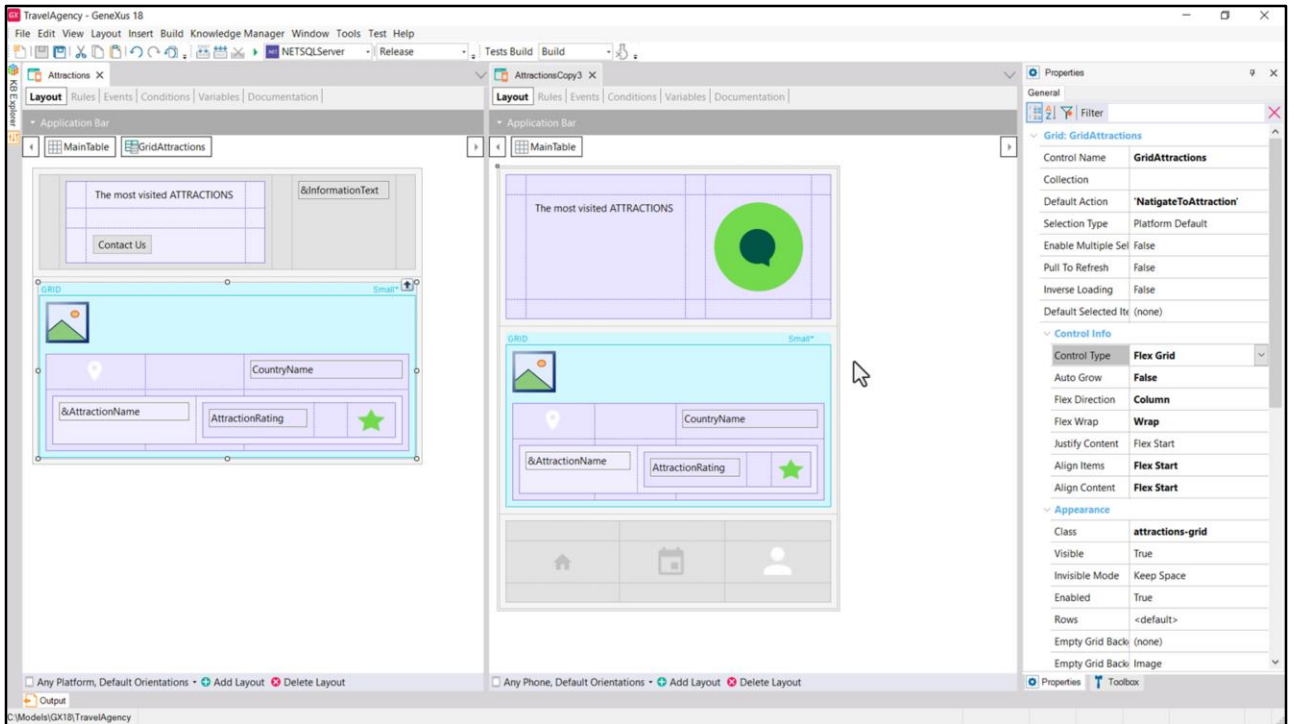 TravelAgency - GeneXus 18
File Edit View Layout Insert Build Knowledge Manager Window Tools Test Help
NETSQLServer Release Tests Build Build
KB Explorer
Attractions
Layout Rules Events Conditions Variables Documentation
Application Bar
MainTable GridAttractions
The most visited ATTRACTIONS
&InformationText
Contact Us
GRID Small*
CountryName
&AttractionName
AttractionRating
Any Platform, Default Orientations Add Layout Delete Layout
AttractionsCopy3
Layout Rules Events Conditions Variables Documentation
Application Bar
MainTable
The most visited ATTRACTIONS
GRID Small*
CountryName
&AttractionName
AttractionRating
Any Phone, Default Orientations Add Layout Delete Layout
Properties
General
Filter
Grid: GridAttractions
Control Name GridAttractions
Collection
Default Action 'NatigateToAttraction'
Selection Type Platform Default
Enable Multiple Sel False
Pull To Refresh False
Inverse Loading False
Default Selected Ite (none)
Control Info
Control Type Flex Grid
Auto Grow False
Flex Direction Column
Flex Wrap Wrap
Justify Content Flex Start
Align Items Flex Start
Align Content Flex Start
Appearance
Class attractions-grid
Visible True
Invisible Mode Keep Space
Enabled True
Rows <default>
Empty Grid Back (none)
Empty Grid Back Image
Properties Toolbox
Output
C:\Models\GX18\TravelAgency